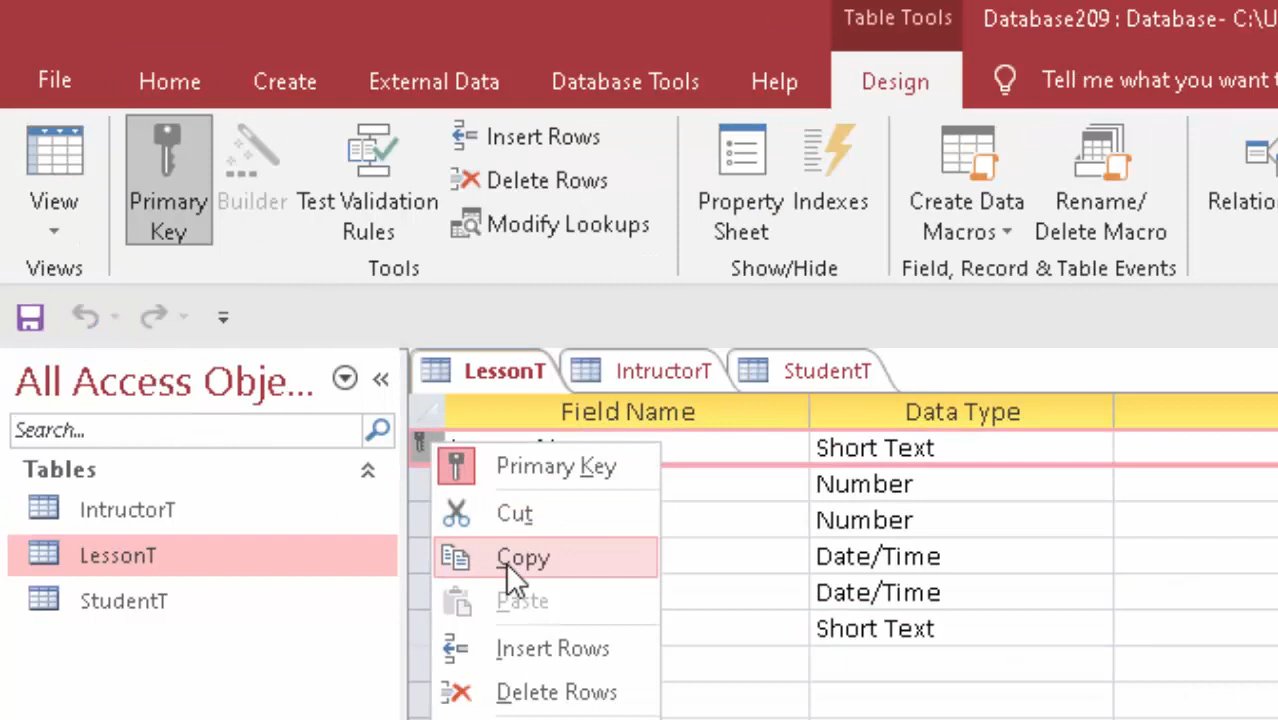 Table Tools
Database209 : Database- C:\U
File Home Create External Data Database Tools Help Design Tell me what you want
View
Primary Key
Builder
Test Validation Rules
Insert Rows
Delete Rows
Modify Lookups
Property Sheet
Indexes
Create Data Macros
Rename/ Delete Macro
Views
Tools
Show/Hide
Field, Record & Table Events
All Access Obje...
Search...
Tables
IntructorT
LessonT
StudentT
LessonT IntructorT StudentT
Field Name Data Type
Short Text
Number
Number
Date/Time
Date/Time
Short Text
Primary Key
Cut
Copy
Paste
Insert Rows
Delete Rows